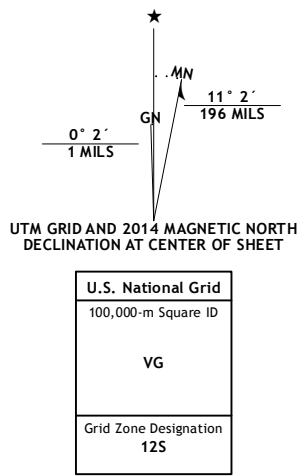 ★
MN
GN
11° 2´
196 MILS
0° 2´
1 MILS
UTM GRID AND 2014 MAGNETIC NORTH
DECLINATION AT CENTER OF SHEET
U.S. National Grid
100,000-m Square ID
VG
Grid Zone Designation
12S